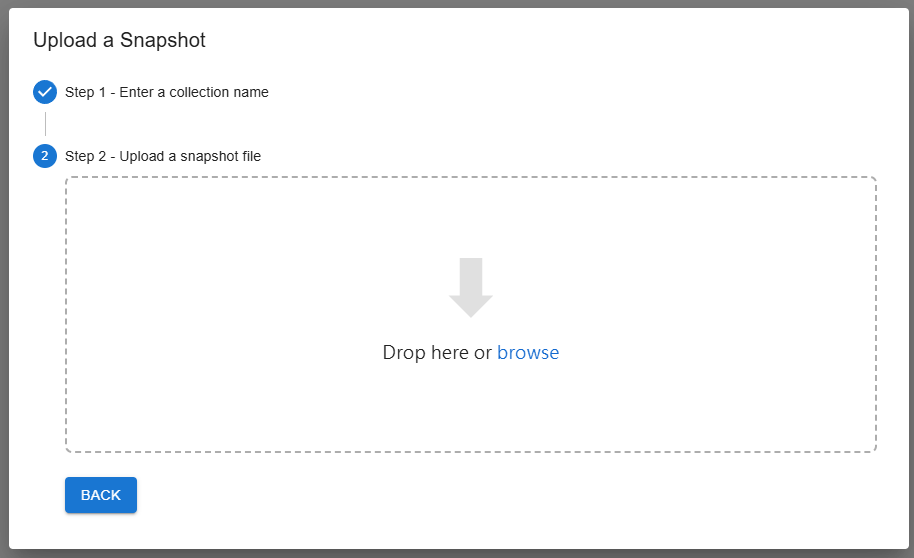 Upload a Snapshot
Step 1 - Enter a collection name
2 Step 2 - Upload a snapshot file
Drop here or browse
BACK